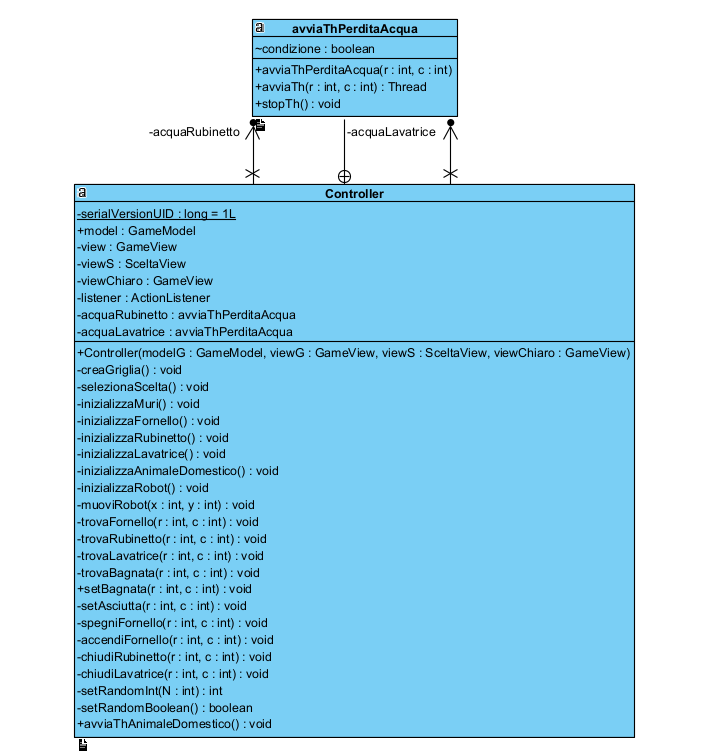 a
avviaThPerditaAcqua
~condizione : boolean
+avviaThPerditaAcqua(r : int, c : int)
+avviaTh(r : int, c : int) : Thread
+stopTh() : void
-acquaRubinetto
-acquaLavatrice
a
Controller
-serialVersionUID : long = 1L
+model : GameModel
-view : GameView
-viewS : SceltaView
-viewChiaro : GameView
-listener : ActionListener
-acquaRubinetto : avviaThPerditaAcqua
-acquaLavatrice : avviaThPerditaAcqua
+Controller(modelG : GameModel, viewG : GameView, viewS : SceltaView, viewChiaro : GameView)
-creaGriglia() : void
-selezionaScelta() : void
-inizializzaMuri() : void
-inizializzaFornello() : void
-inizializzaRubinetto() : void
-inizializzaLavatrice() : void
-inizializzaAnimaleDomestico() : void
-inizializzaRobot() : void
-muoviRobot(x : int, y : int) : void
-trovaFornello(r : int, c : int) : void
-trovaRubinetto(r : int, c : int) : void
-trovaLavatrice(r : int, c : int) : void
-trovaBagnata(r : int, c : int) : void
+setBagnata(r : int, c : int) : void
-setAsciutta(r : int, c : int) : void
-spegniFornello(r : int, c : int) : void
-accendiFornello(r : int, c : int) : void
-chiudiRubinetto(r : int, c : int) : void
-chiudiLavatrice(r : int, c : int) : void
-setRandomInt(N : int) : int
-setRandomBoolean() : boolean
+avviaThAnimaleDomestico() : void